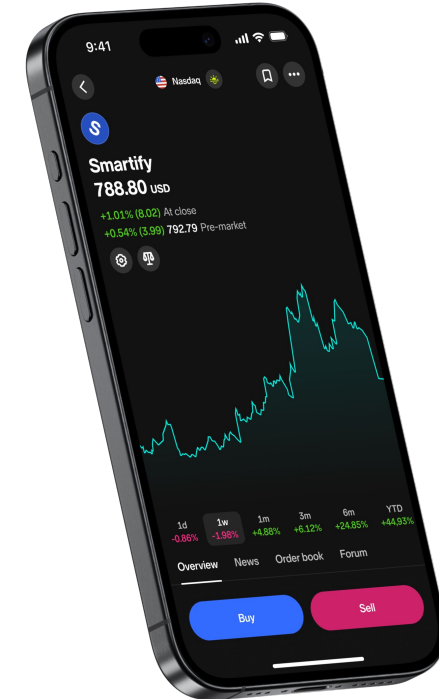 9:41
Nasdaq
S
Smartify
788.80 USD
+1.01% (8.02) At close
+0.54% (3.99) 792.79 Pre-market
1d 1w 1m 3m 6m YTD
-0.86% -1.98% +4.88% +6.12% +24.85% +44.93%
Overview News Order book Forum
Buy Sell